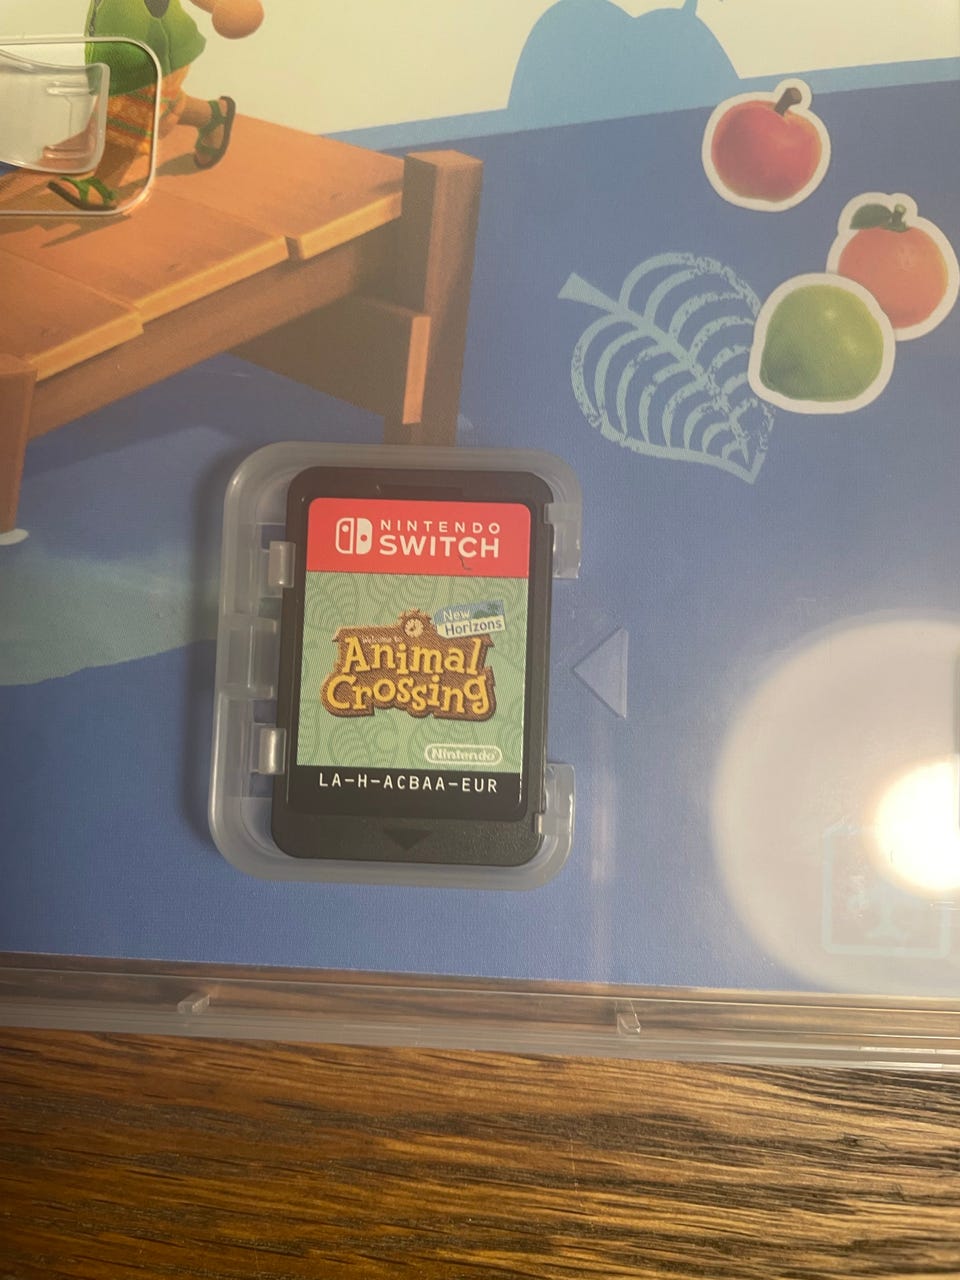 NINTENDO
SWITCH
New
Horizons
Welcome to
Animal
Crossing
Nintendo
LA-H-ACBAA-EUR